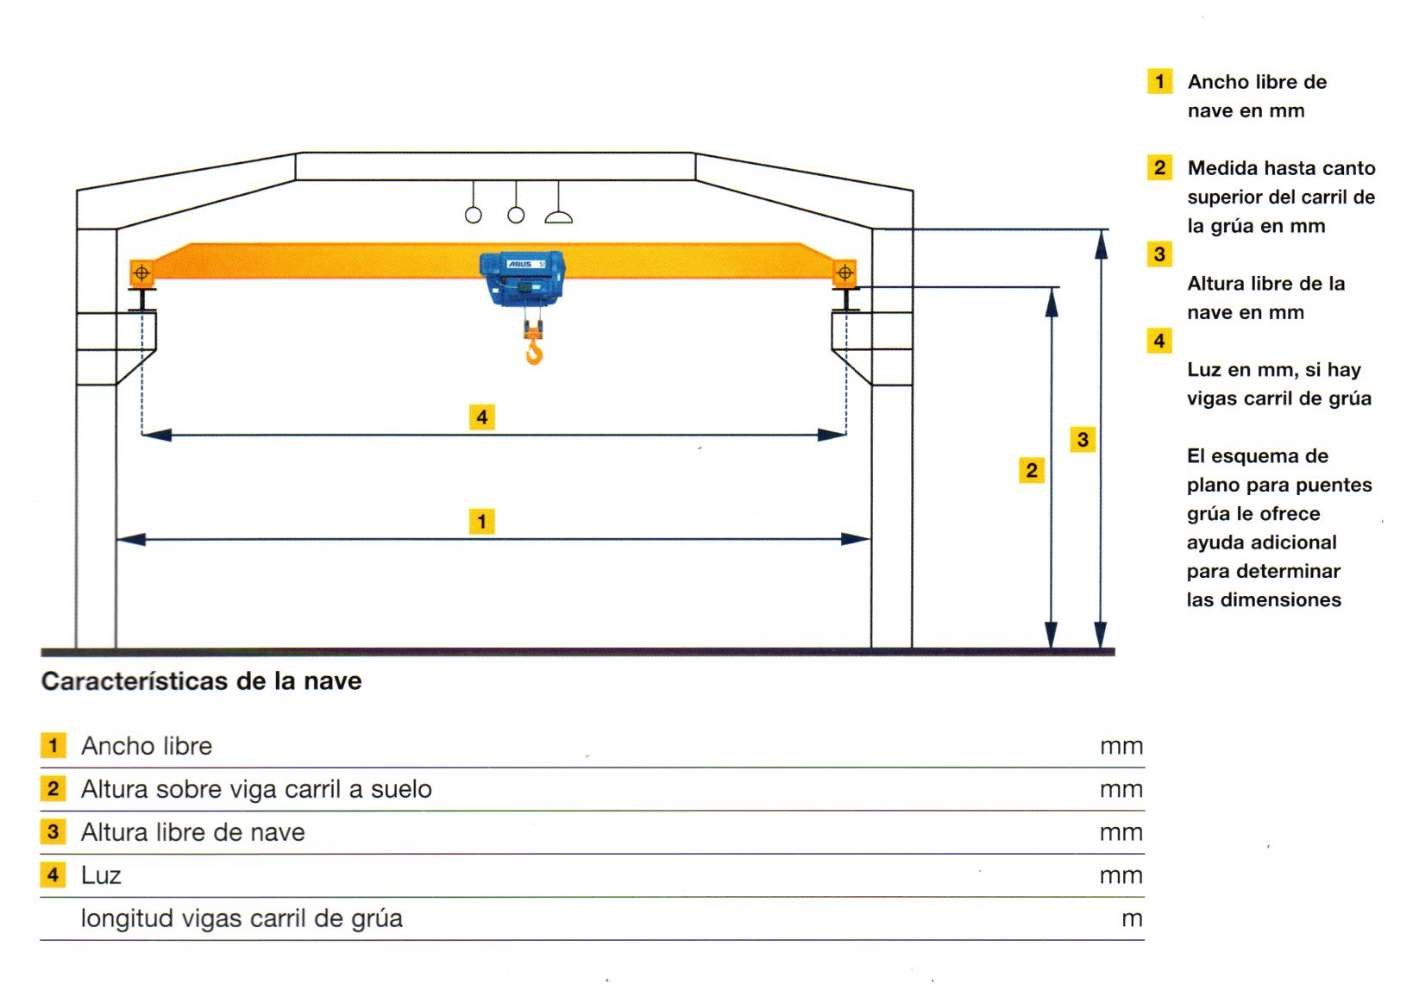 1 Ancho libre de
nave en mm
2 Medida hasta canto
superior del carril de
la grúa en mm
3
Altura libre de la
nave en mm
4
Luz en mm, si hay
vigas carril de grúa
El esquema de
plano para puentes
grúa le ofrece
ayuda adicional
para determinar
las dimensiones
ABUS
4
3
2
1
Características de la nave
1 Ancho libre mm
2 Altura sobre viga carril a suelo mm
3 Altura libre de nave mm
4 Luz mm
longitud vigas carril de grúa m